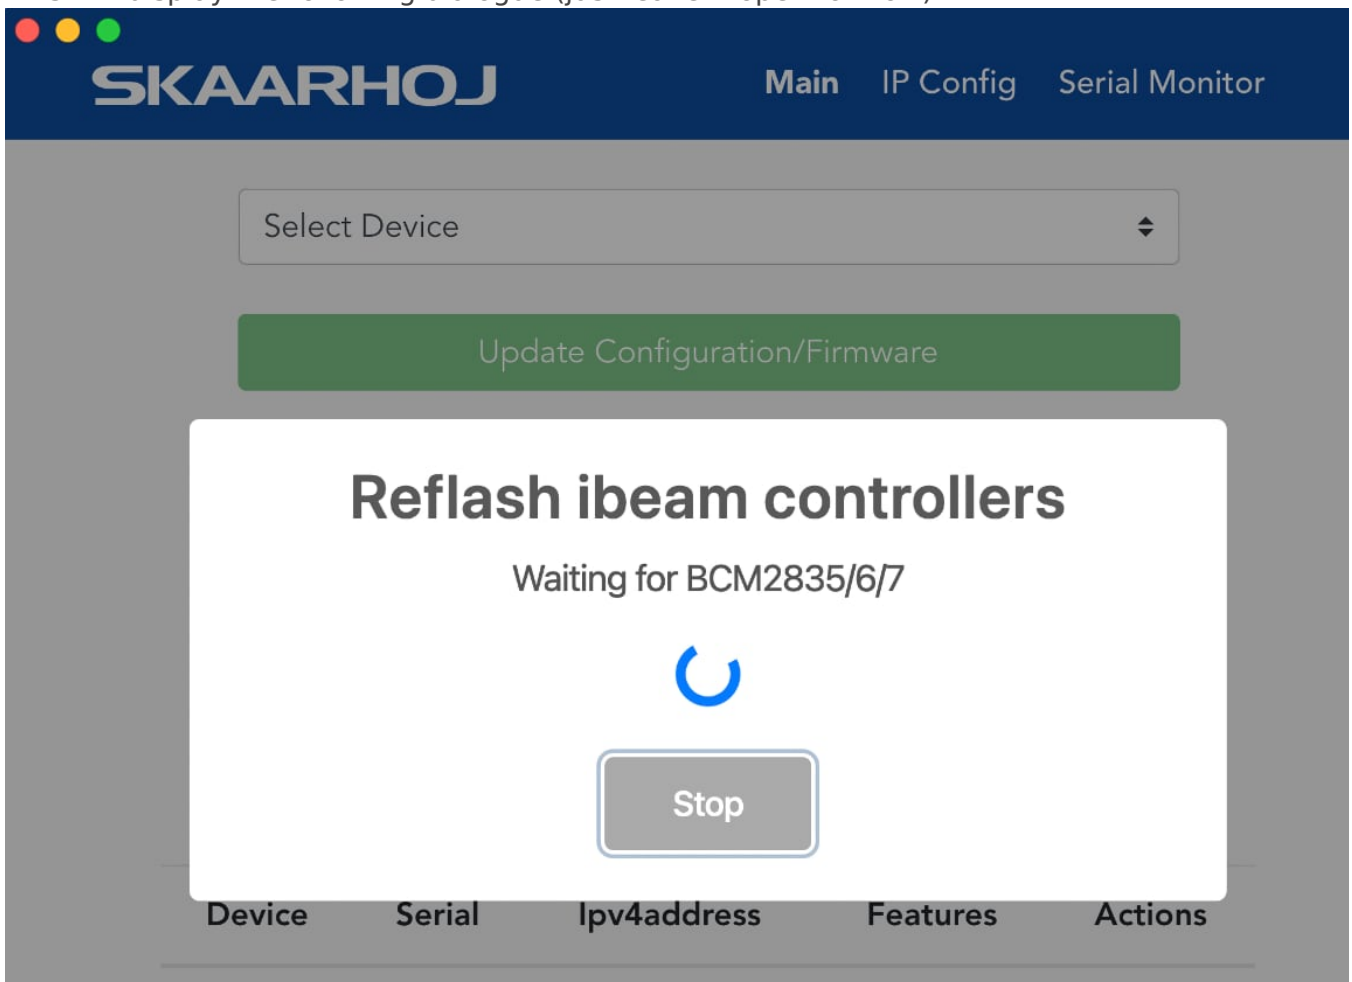 SKAARHOJ Main IP Config Serial Monitor
Select Device
Update Configuration/Firmware
Reflash ibeam controllers
Waiting for BCM2835/6/7
Stop
Device Serial Ipv4address Features Actions